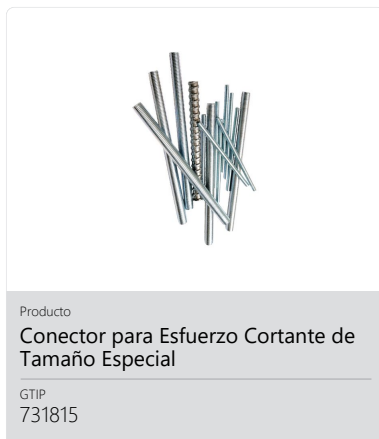 Producto
Conector para Esfuerzo Cortante de
Tamaño Especial
GTIP
731815